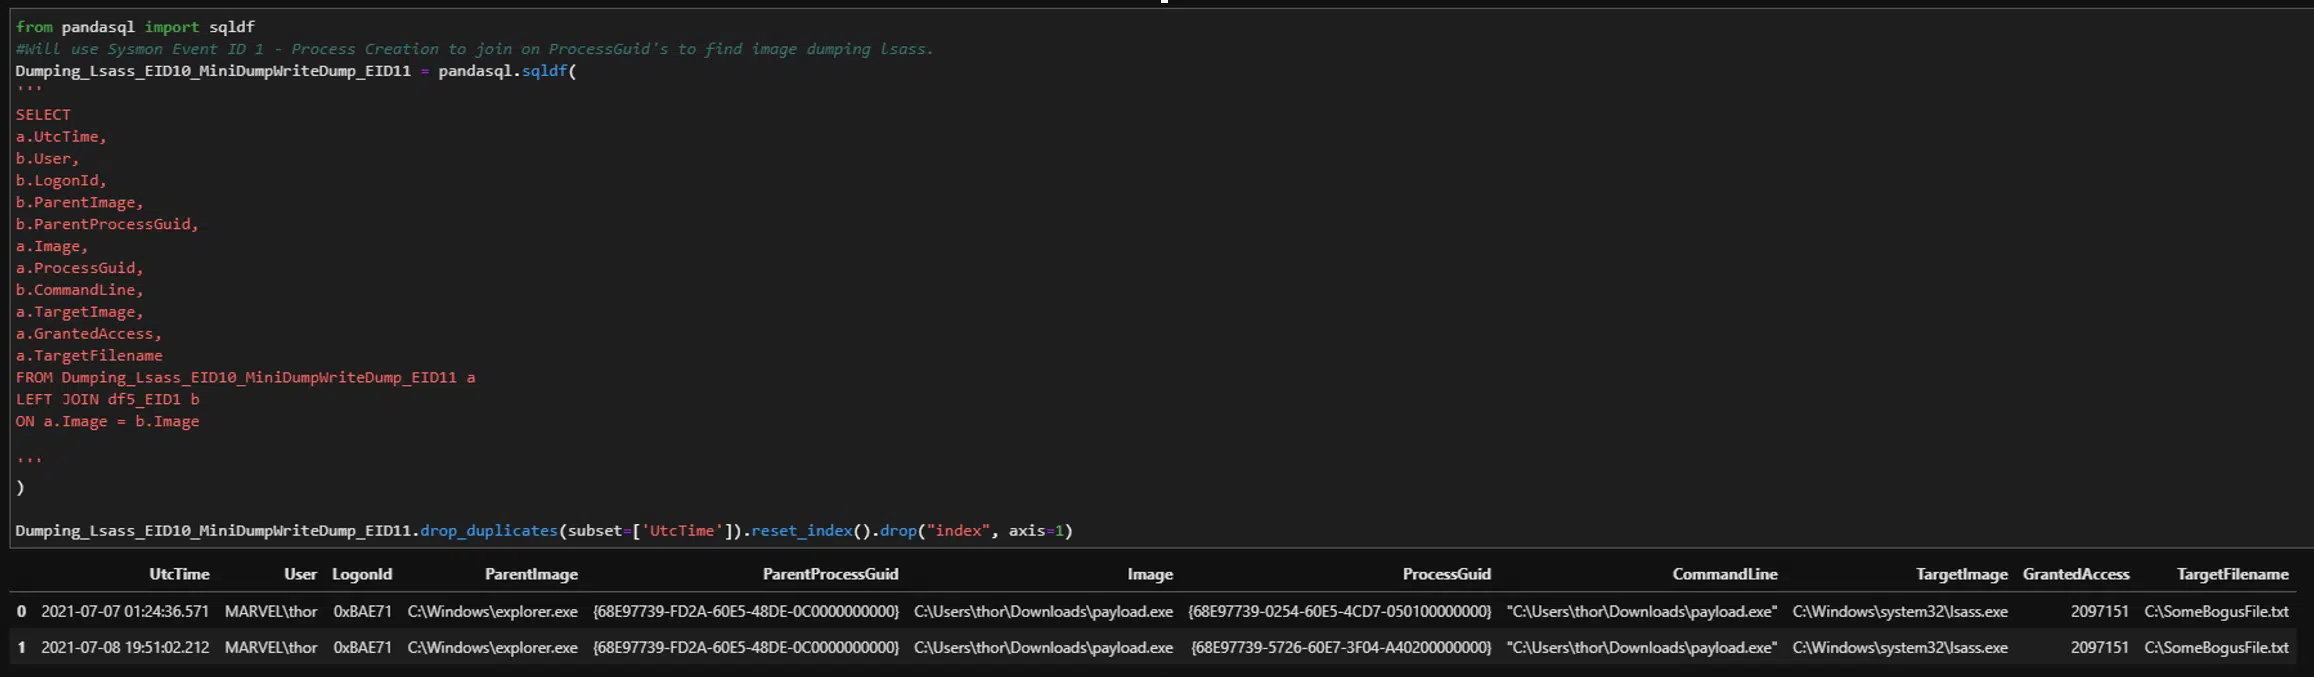 from pandasql import sqldf
#Will use Sysmon Event ID 1 - Process Creation to join on ProcessGuid's to find image dumping lsass.
Dumping_Lsass_EID10_MiniDumpWriteDump_EID11 = pandasql.sqldf(
'''
SELECT
a.UtcTime,
b.User,
b.LogonId,
b.ParentImage,
b.ParentProcessGuid,
a.Image,
a.ProcessGuid,
b.CommandLine,
a.TargetImage,
a.GrantedAccess,
a.TargetFilename
FROM Dumping_Lsass_EID10_MiniDumpWriteDump_EID11 a
LEFT JOIN df5_EID1 b
ON a.Image = b.Image
'''
)
Dumping_Lsass_EID10_MiniDumpWriteDump_EID11.drop_duplicates(subset=['UtcTime']).reset_index().drop("index", axis=1)
UtcTime User LogonId ParentImage ParentProcessGuid Image ProcessGuid CommandLine TargetImage GrantedAccess TargetFilename
0 2021-07-07 01:24:36.571 MARVEL\thor 0xBAE71 C:\Windows\explorer.exe {68E97739-FD2A-60E5-48DE-0C0000000000} C:\Users\thor\Downloads\payload.exe {68E97739-0254-60E5-4CD7-050100000000} "C:\Users\thor\Downloads\payload.exe" C:\Windows\system32\lsass.exe 2097151 C:\SomeBogusFile.txt
1 2021-07-08 19:51:02.212 MARVEL\thor 0xBAE71 C:\Windows\explorer.exe {68E97739-FD2A-60E5-48DE-0C0000000000} C:\Users\thor\Downloads\payload.exe {68E97739-5726-60E7-3F04-A40200000000} "C:\Users\thor\Downloads\payload.exe" C:\Windows\system32\lsass.exe 2097151 C:\SomeBogusFile.txt